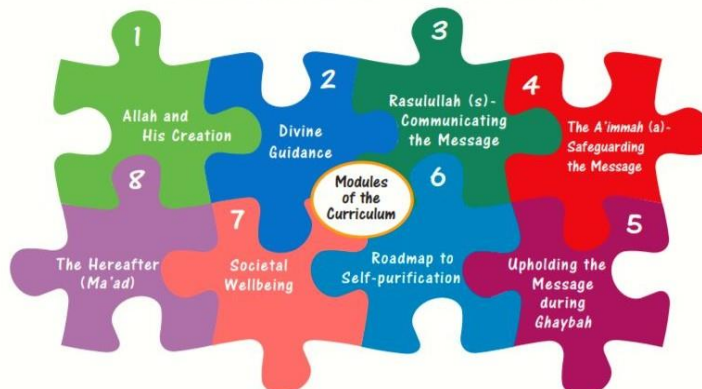 1
Allah and
His Creation
2
Divine
Guidance
3
Rasulullah (s)-
Communicating
the Message
4
The A'immah (a)-
Safeguarding
the Message
Modules
of the
Curriculum
5
Upholding the
Message
during
Ghaybah
6
Roadmap to
Self-purification
7
Societal
Wellbeing
8
The Hereafter
(Ma'ad)